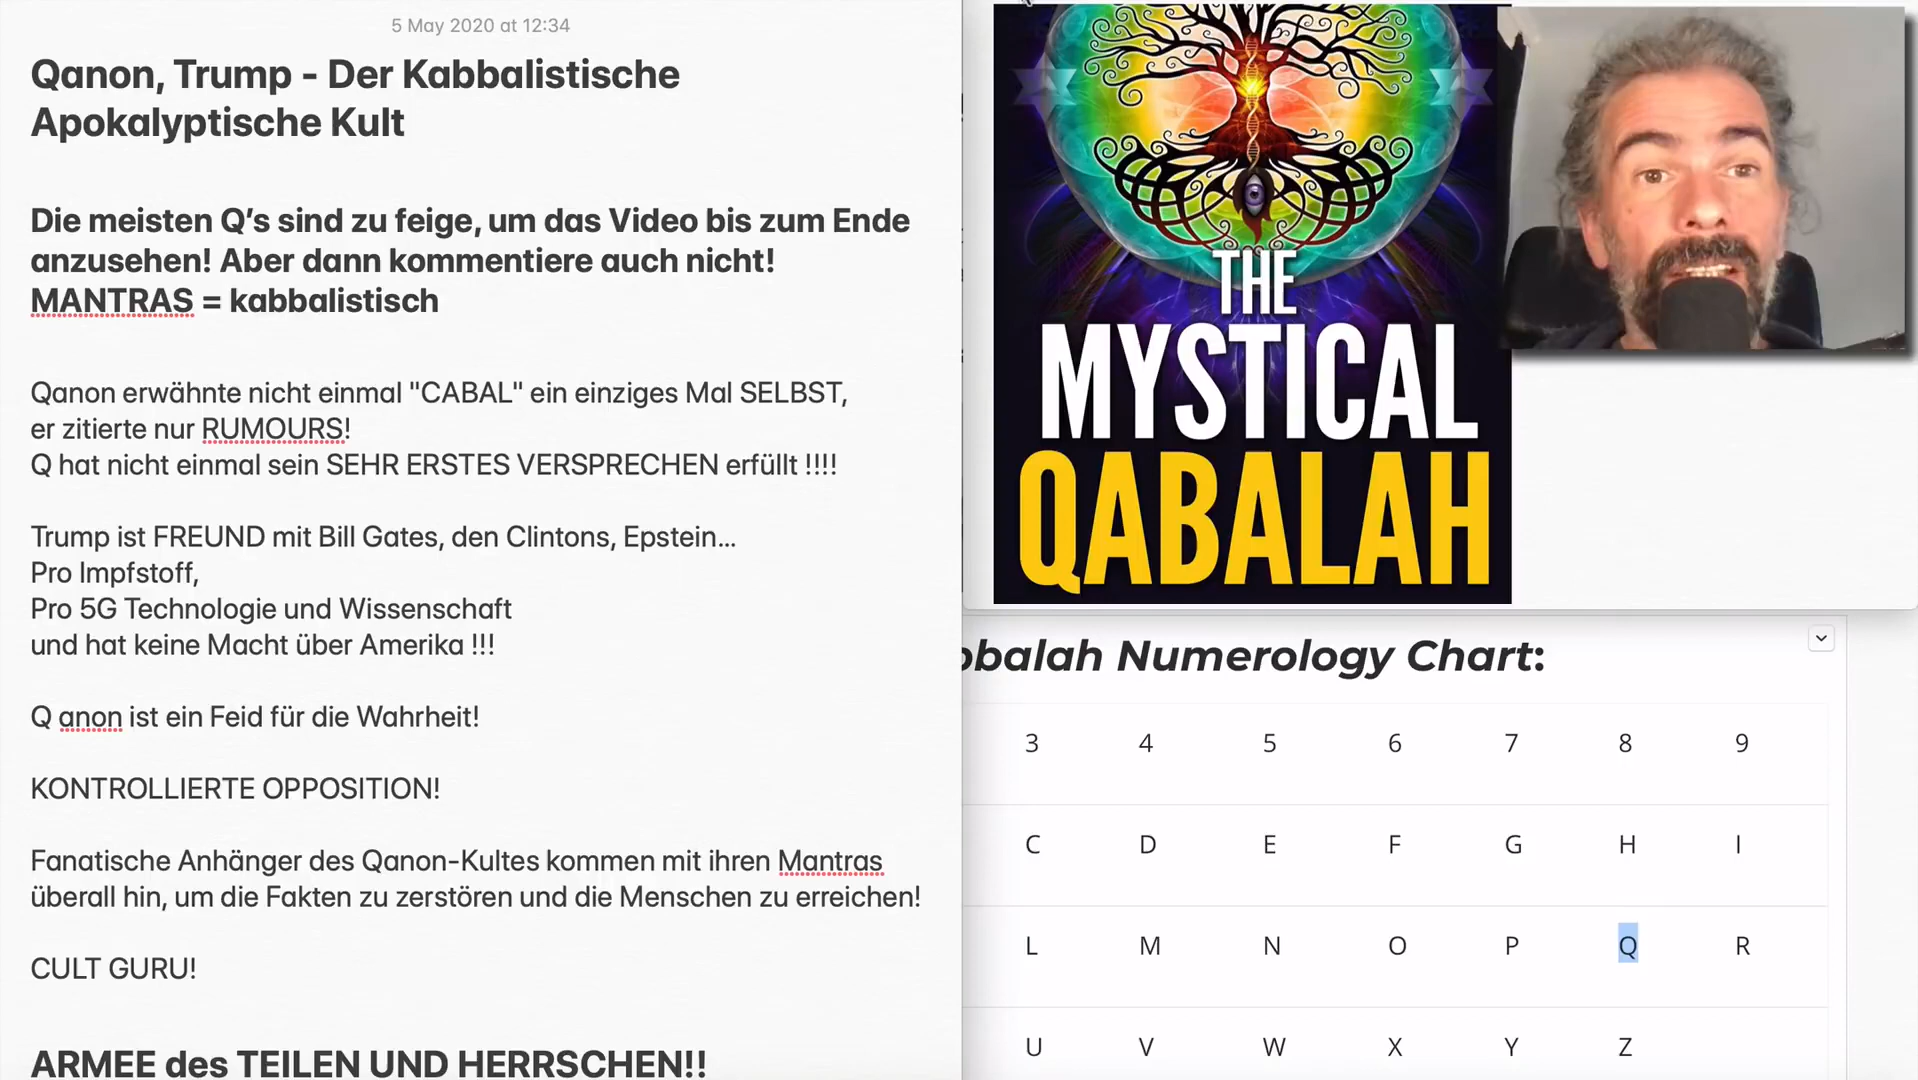 5 May 2020 at 12:34
Qanon, Trump - Der Kabbalistische
Apokalyptische Kult
Die meisten Q’s sind zu feige, um das Video bis zum Ende
anzusehen! Aber dann kommentiere auch nicht!
MANTRAS = kabbalistisch
Qanon erwähnte nicht einmal "CABAL" ein einziges Mal SELBST,
er zitierte nur RUMOURS!
Q hat nicht einmal sein SEHR ERSTES VERSPRECHEN erfüllt !!!!
Trump ist FREUND mit Bill Gates, den Clintons, Epstein...
Pro Impfstoff,
Pro 5G Technologie und Wissenschaft
und hat keine Macht über Amerika !!!
Q anon ist ein Feid für die Wahrheit!
KONTROLLIERTE OPPOSITION!
Fanatische Anhänger des Qanon-Kultes kommen mit ihren Mantras
überall hin, um die Fakten zu zerstören und die Menschen zu erreichen!
CULT GURU!
ARMEE des TEILEN UND HERRSCHEN!!
THE
MYSTICAL
QABALAH
bbalah Numerology Chart:
3 4 5 6 7 8 9
C D E F G H I
L M N O P Q R
U V W X Y Z